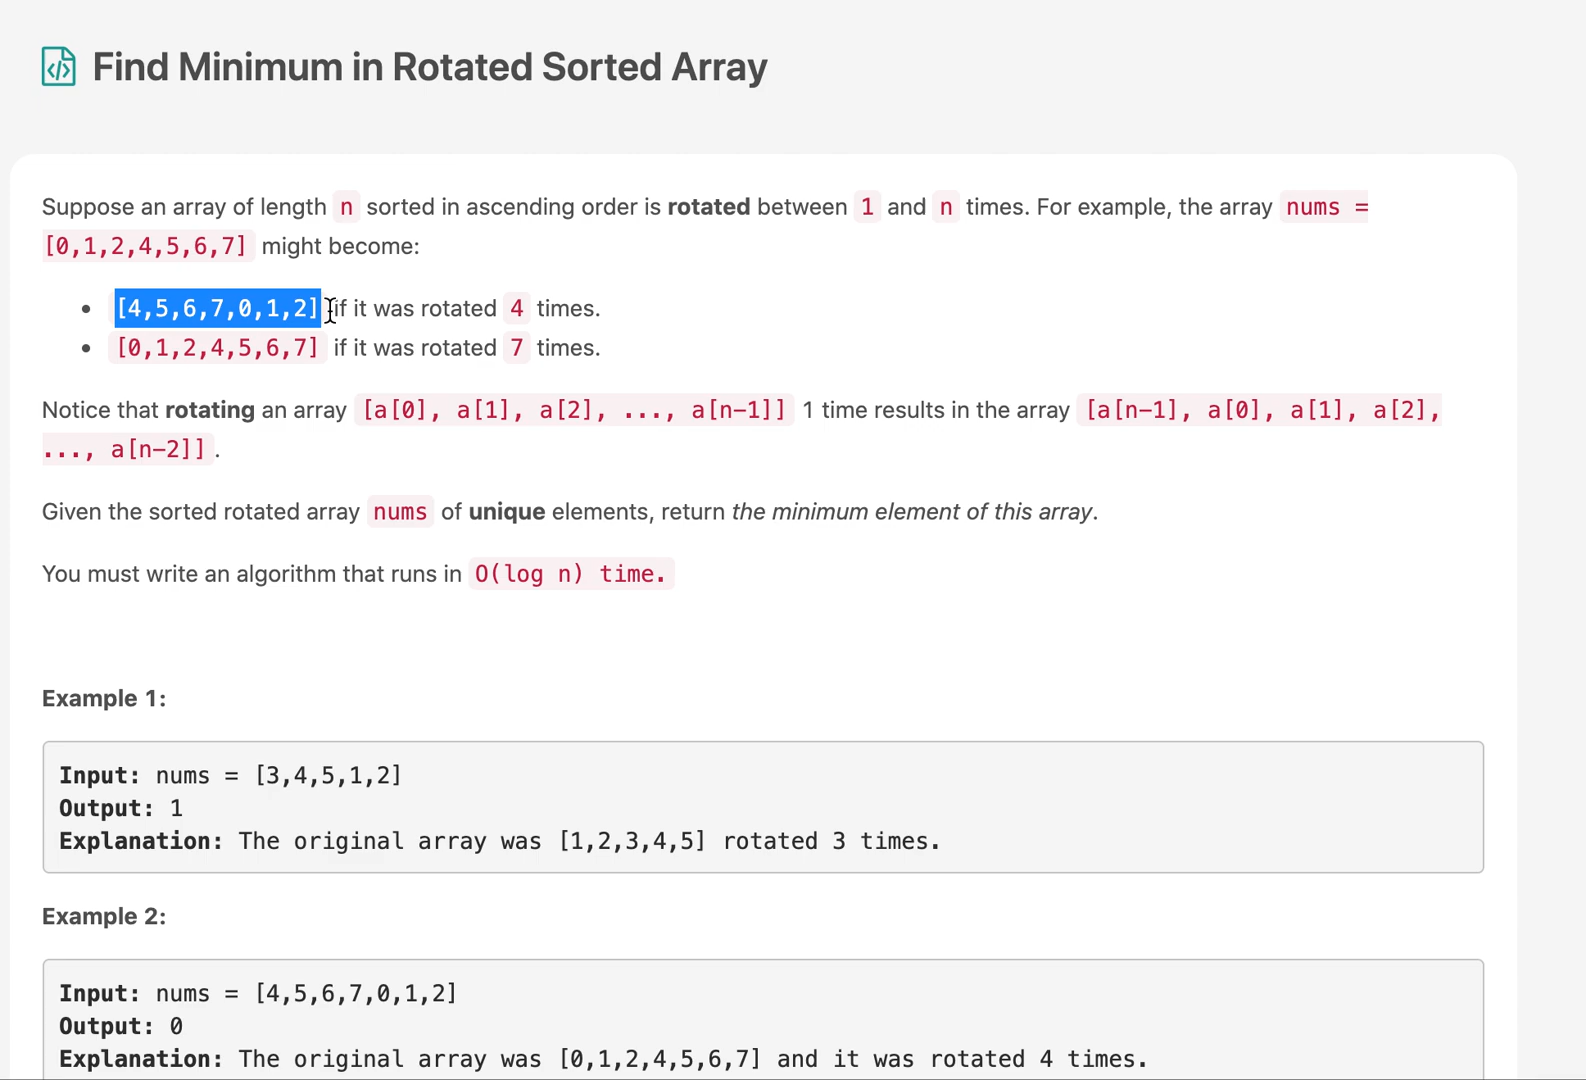 Find Minimum in Rotated Sorted Array
Suppose an array of length n sorted in ascending order is rotated between 1 and n times. For example, the array nums =
[0,1,2,4,5,6,7] might become:
• [4,5,6,7,0,1,2] if it was rotated 4 times.
• [0,1,2,4,5,6,7] if it was rotated 7 times.
Notice that rotating an array [a[0], a[1], a[2], ..., a[n-1]] 1 time results in the array [a[n-1], a[0], a[1], a[2],
..., a[n-2]].
Given the sorted rotated array nums of unique elements, return the minimum element of this array.
You must write an algorithm that runs in O(log n) time.
Example 1:
Input: nums = [3,4,5,1,2]
Output: 1
Explanation: The original array was [1,2,3,4,5] rotated 3 times.
Example 2:
Input: nums = [4,5,6,7,0,1,2]
Output: 0
Explanation: The original array was [0,1,2,4,5,6,7] and it was rotated 4 times.